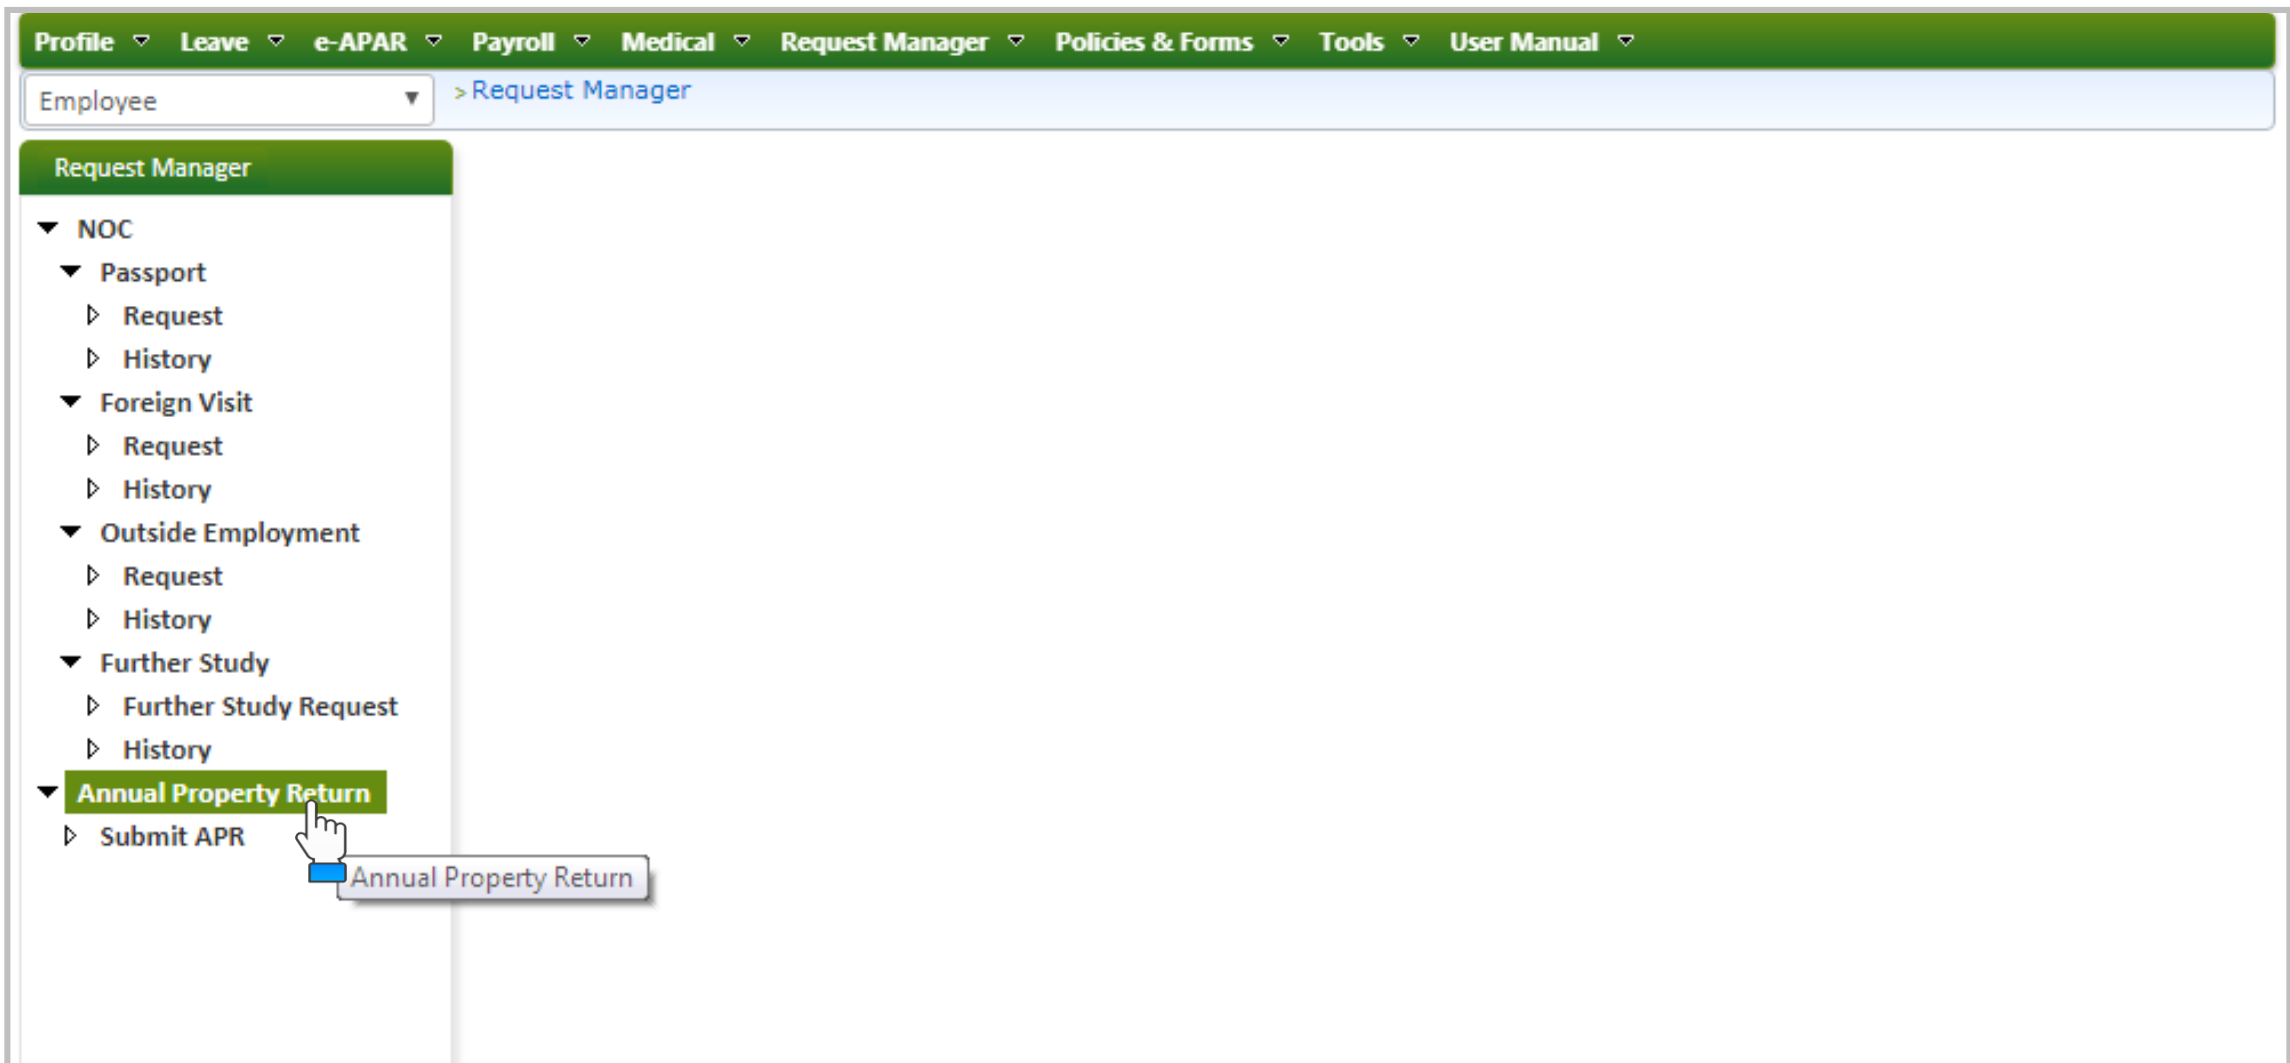 Profile Leave e-APAR Payroll Medical Request Manager Policies & Forms Tools User Manual
Employee >Request Manager
Request Manager
NOC
Passport
Request
History
Foreign Visit
Request
History
Outside Employment
Request
History
Further Study
Further Study Request
History
Annual Property Return
Submit APR
Annual Property Return